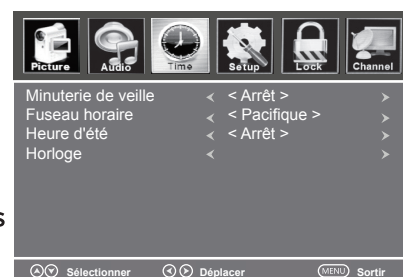 Picture Audio Time Setup Lock Channel
Minuterie de veille < Arrêt >
Fuseau horaire < Pacifique >
Heure d'été < Arrêt >
Horloge
s
Sélectionner Déplacer MENU Sortir